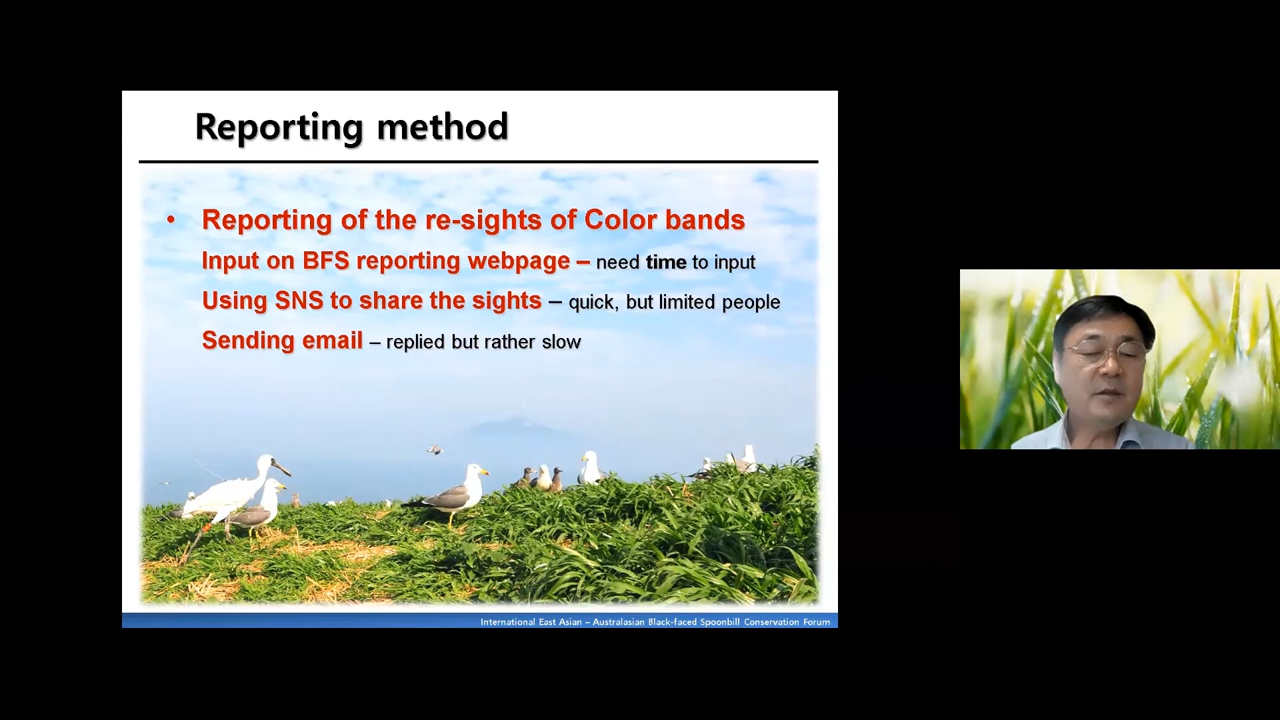 Reporting method
• Reporting of the re-sights of Color bands
Input on BFS reporting webpage – need time to input
Using SNS to share the sights – quick, but limited people
Sending email – replied but rather slow
International East Asian – Australasian Black-faced Spoonbill Conservation Forum